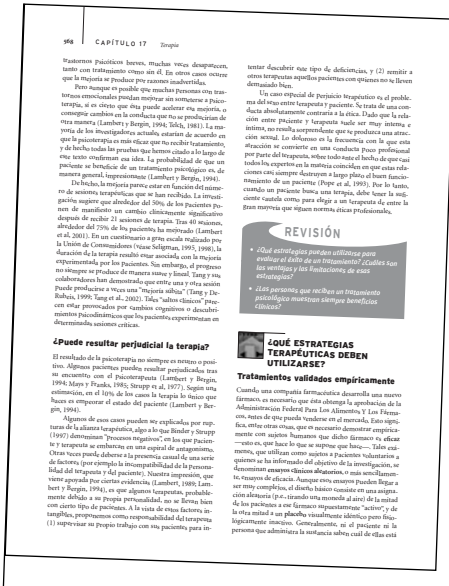 568 CAPÍTULO 17 Terapia
trastornos psicóticos breves, muchas veces desaparecen,
tanto con tratamiento como sin él. En otros casos ocurre
que la mejoría se produce por razones inadvertidas.
Pero aunque es posible que muchas personas con tras-
tornos emocionales puedan mejorar sin someterse a psico-
terapia, sí es cierto que ésta puede acelerar esa mejoría, o
conseguir cambios en la conducta que no se producirían de
otra manera (Lambert y Bergin, 1994; Telch, 1981). La ma-
yoría de los investigadores actuales estarían de acuerdo en
que la psicoterapia es más eficaz que no recibir tratamiento,
y de hecho todas las pruebas que hemos citado a lo largo de
este texto confirman esa idea. La probabilidad de que un
paciente se beneficie de un tratamiento psicológico es, de
manera general, impresionante (Lambert y Bergin, 1994).
De hecho, la mejoría parece estar en función del núme-
ro de sesiones terapéuticas que se han recibido. La investi-
gación sugiere que alrededor del 50% de los pacientes po-
nen de manifiesto un cambio clínicamente significativo
después de recibir 21 sesiones de terapia. Tras 40 sesiones,
alrededor del 75% de los pacientes ha mejorado (Lambert
et al., 2001). En un cuestionario a gran escala realizado por
la Unión de Consumidores (véase Seligman, 1995, 1998), la
duración de la terapia resultó estar asociada con la mejoría
experimentada por los pacientes. Sin embargo, el progreso
no siempre se produce de manera suave y lineal. Tang y sus
colaboradores han demostrado que entre una y otra sesión
puede producirse a veces una "mejoría súbita" (Tang y De-
Rubeis, 1999; Tang et al., 2002). Tales "saltos clínicos" pare-
cen estar provocados por cambios cognitivos o descubri-
mientos psicodinámicos que los pacientes experimentan en
determinadas sesiones críticas.
¿Puede resultar perjudicial la terapia?
El resultado de la psicoterapia no siempre es neutro o posi-
tivo. Algunos pacientes pueden resultar perjudicados tras
su encuentro con el psicoterapeuta (Lambert y Bergin,
1994; Mays y Franks, 1985; Strupp et al., 1977). Según una
estimación, en el 10% de los casos la terapia lo único que
hace es empeorar el estado de paciente (Lambert y Ber-
gin, 1994).
Algunos de esos casos pueden ser explicados por rup-
turas de la alianza terapéutica, algo a lo que Binder y Strupp
(1997) denominan "procesos negativos", en los que pacien-
te y terapeuta se embarcan en una espiral de antagonismo.
Otras veces puede deberse a la presencia casual de una serie
de factores (por ejemplo la incompatibilidad de la persona-
lidad del terapeuta y del paciente). Nuestra impresión, que
viene apoyada por ciertas evidencias (Lambert, 1989; Lam-
bert y Bergin, 1994), es que algunos terapeutas, probable-
mente debido a su propia personalidad, no se llevan bien
con cierto tipo de pacientes. A la vista de estos factores in-
tangibles, proponemos como responsabilidad del terapeuta
(1) supervisar su propio trabajo con sus pacientes para in-
tentar descubrir este tipo de deficiencias, y (2) remitir a
otros terapeutas aquellos pacientes con quienes no se lleven
demasiado bien.
Un caso especial de perjuicio terapéutico es el proble-
ma del sexo entre terapeuta y paciente. Se trata de una con-
ducta absolutamente contraria a la ética. Dado que la rela-
ción entre paciente y terapeuta suele ser muy intensa e
íntima, no resulta sorprendente que se produzca una atrac-
ción sexual. Lo doloroso es la frecuencia con la que esta
atracción se convierte en una conducta poco profesional
por parte del terapeuta, sobre todo ante el hecho de que casi
todos los expertos en la materia coinciden en que estas rela-
ciones casi siempre destruyen a largo plazo el buen funcio-
namiento de un paciente (Pope et al, 1993). Por lo tanto,
cuando un paciente busca una terapia, debe tener la sufi-
ciente cautela como para elegir a un terapeuta de entre la
gran mayoría que siguen normas éticas profesionales.
REVISIÓN
• ¿Qué estrategias pueden utilizarse para
evaluar el éxito de un tratamiento? ¿Cuáles son
las ventajas y las limitaciones de esas
estrategias?
• ¿Las personas que reciben un tratamiento
psicológico muestran siempre beneficios
clínicos?
¿QUÉ ESTRATEGIAS
TERAPÉUTICAS DEBEN
UTILIZARSE?
Tratamientos validados empíricamente
Cuando una compañía farmacéutica desarrolla una nuevo
fármaco, es necesario que ésta obtenga la aprobación de la
Administración Federal Para Los Alimentos y Los Fárma-
cos, antes de que pueda venderse en el mercado. Esto signi-
fica, entre otras cosas, que es necesario demostrar empírica-
mente con sujetos humanos que dicho fármaco es eficaz
—esto es, que hace lo que se supone que hace—. Tales exá-
menes, que utilizan como sujetos a pacientes voluntarios a
quienes se ha informado del objetivo de la investigación, se
denominan ensayos clínicos aleatorios, o más sencillamen-
te, ensayos de eficacia. Aunque esos ensayos pueden llegar a
ser muy complejos, el diseño básico consiste en una asigna-
ción aleatoria (p.e., tirando una moneda al aire) de la mitad
de los pacientes a ese fármaco supuestamente "activo", y de
la otra mitad a un placebo visualmente idéntico pero fisio-
lógicamente inactivo. Generalmente, ni el paciente ni la
persona que administra la sustancia saben cuál de ellas está